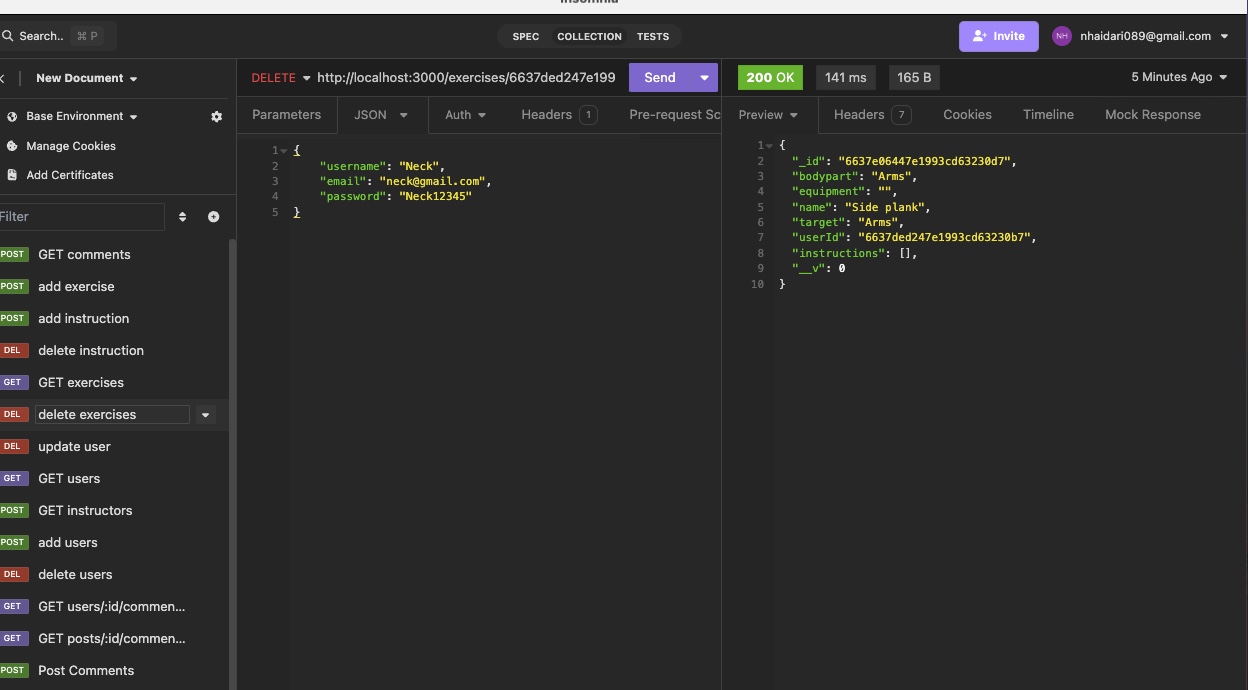 Search.. ⌘ P
SPEC COLLECTION TESTS
Invite
NH nhaidari089@gmail.com
New Document
Base Environment
Manage Cookies
Add Certificates
Filter
POST GET comments
POST add exercise
POST add instruction
DEL delete instruction
GET GET exercises
DEL delete exercises
DEL update user
GET GET users
POST GET instructors
POST add users
DEL delete users
GET GET users/:id/commen...
GET GET posts/:id/commen...
POST Post Comments
DELETE http://localhost:3000/exercises/6637ded247e199 Send
Parameters JSON Auth Headers 1 Pre-request Sc
1 {
2 "username": "Neck",
3 "email": "neck@gmail.com",
4 "password": "Neck12345"
5 }
200 OK 141 ms 165 B 5 Minutes Ago
Preview Headers 7 Cookies Timeline Mock Response
1 {
2 "_id": "6637e06447e1993cd63230d7",
3 "bodypart": "Arms",
4 "equipment": "",
5 "name": "Side plank",
6 "target": "Arms",
7 "userId": "6637ded247e1993cd63230b7",
8 "instructions": [],
9 "__v": 0
10 }